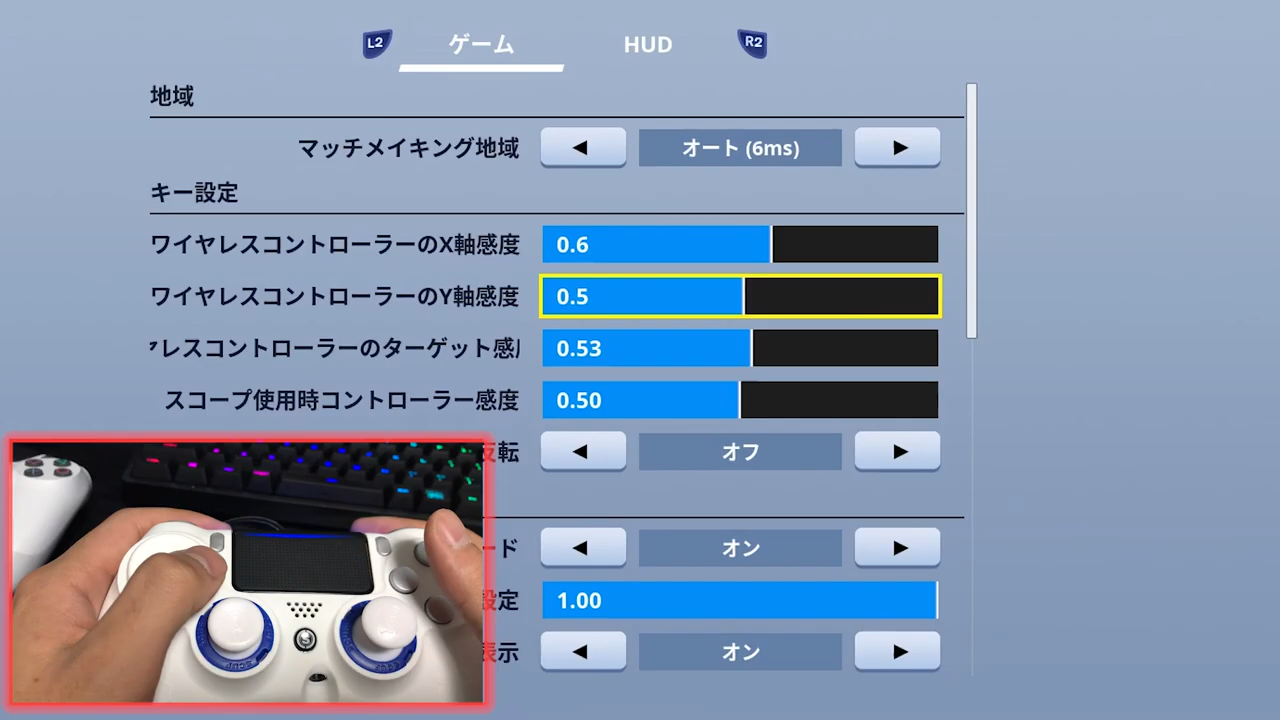 L2 ゲーム HUD R2
地域
マッチメイキング地域 ◀ オート (6ms) ▶
キー設定
ワイヤレスコントローラーのX軸感度 0.6
ワイヤレスコントローラーのY軸感度 0.5
レスコントローラーのターゲット感 0.53
スコープ使用時コントローラー感度 0.50
反転 ◀ オフ ▶
ード ◀ オン ▶
設定 1.00
表示 ◀ オン ▶